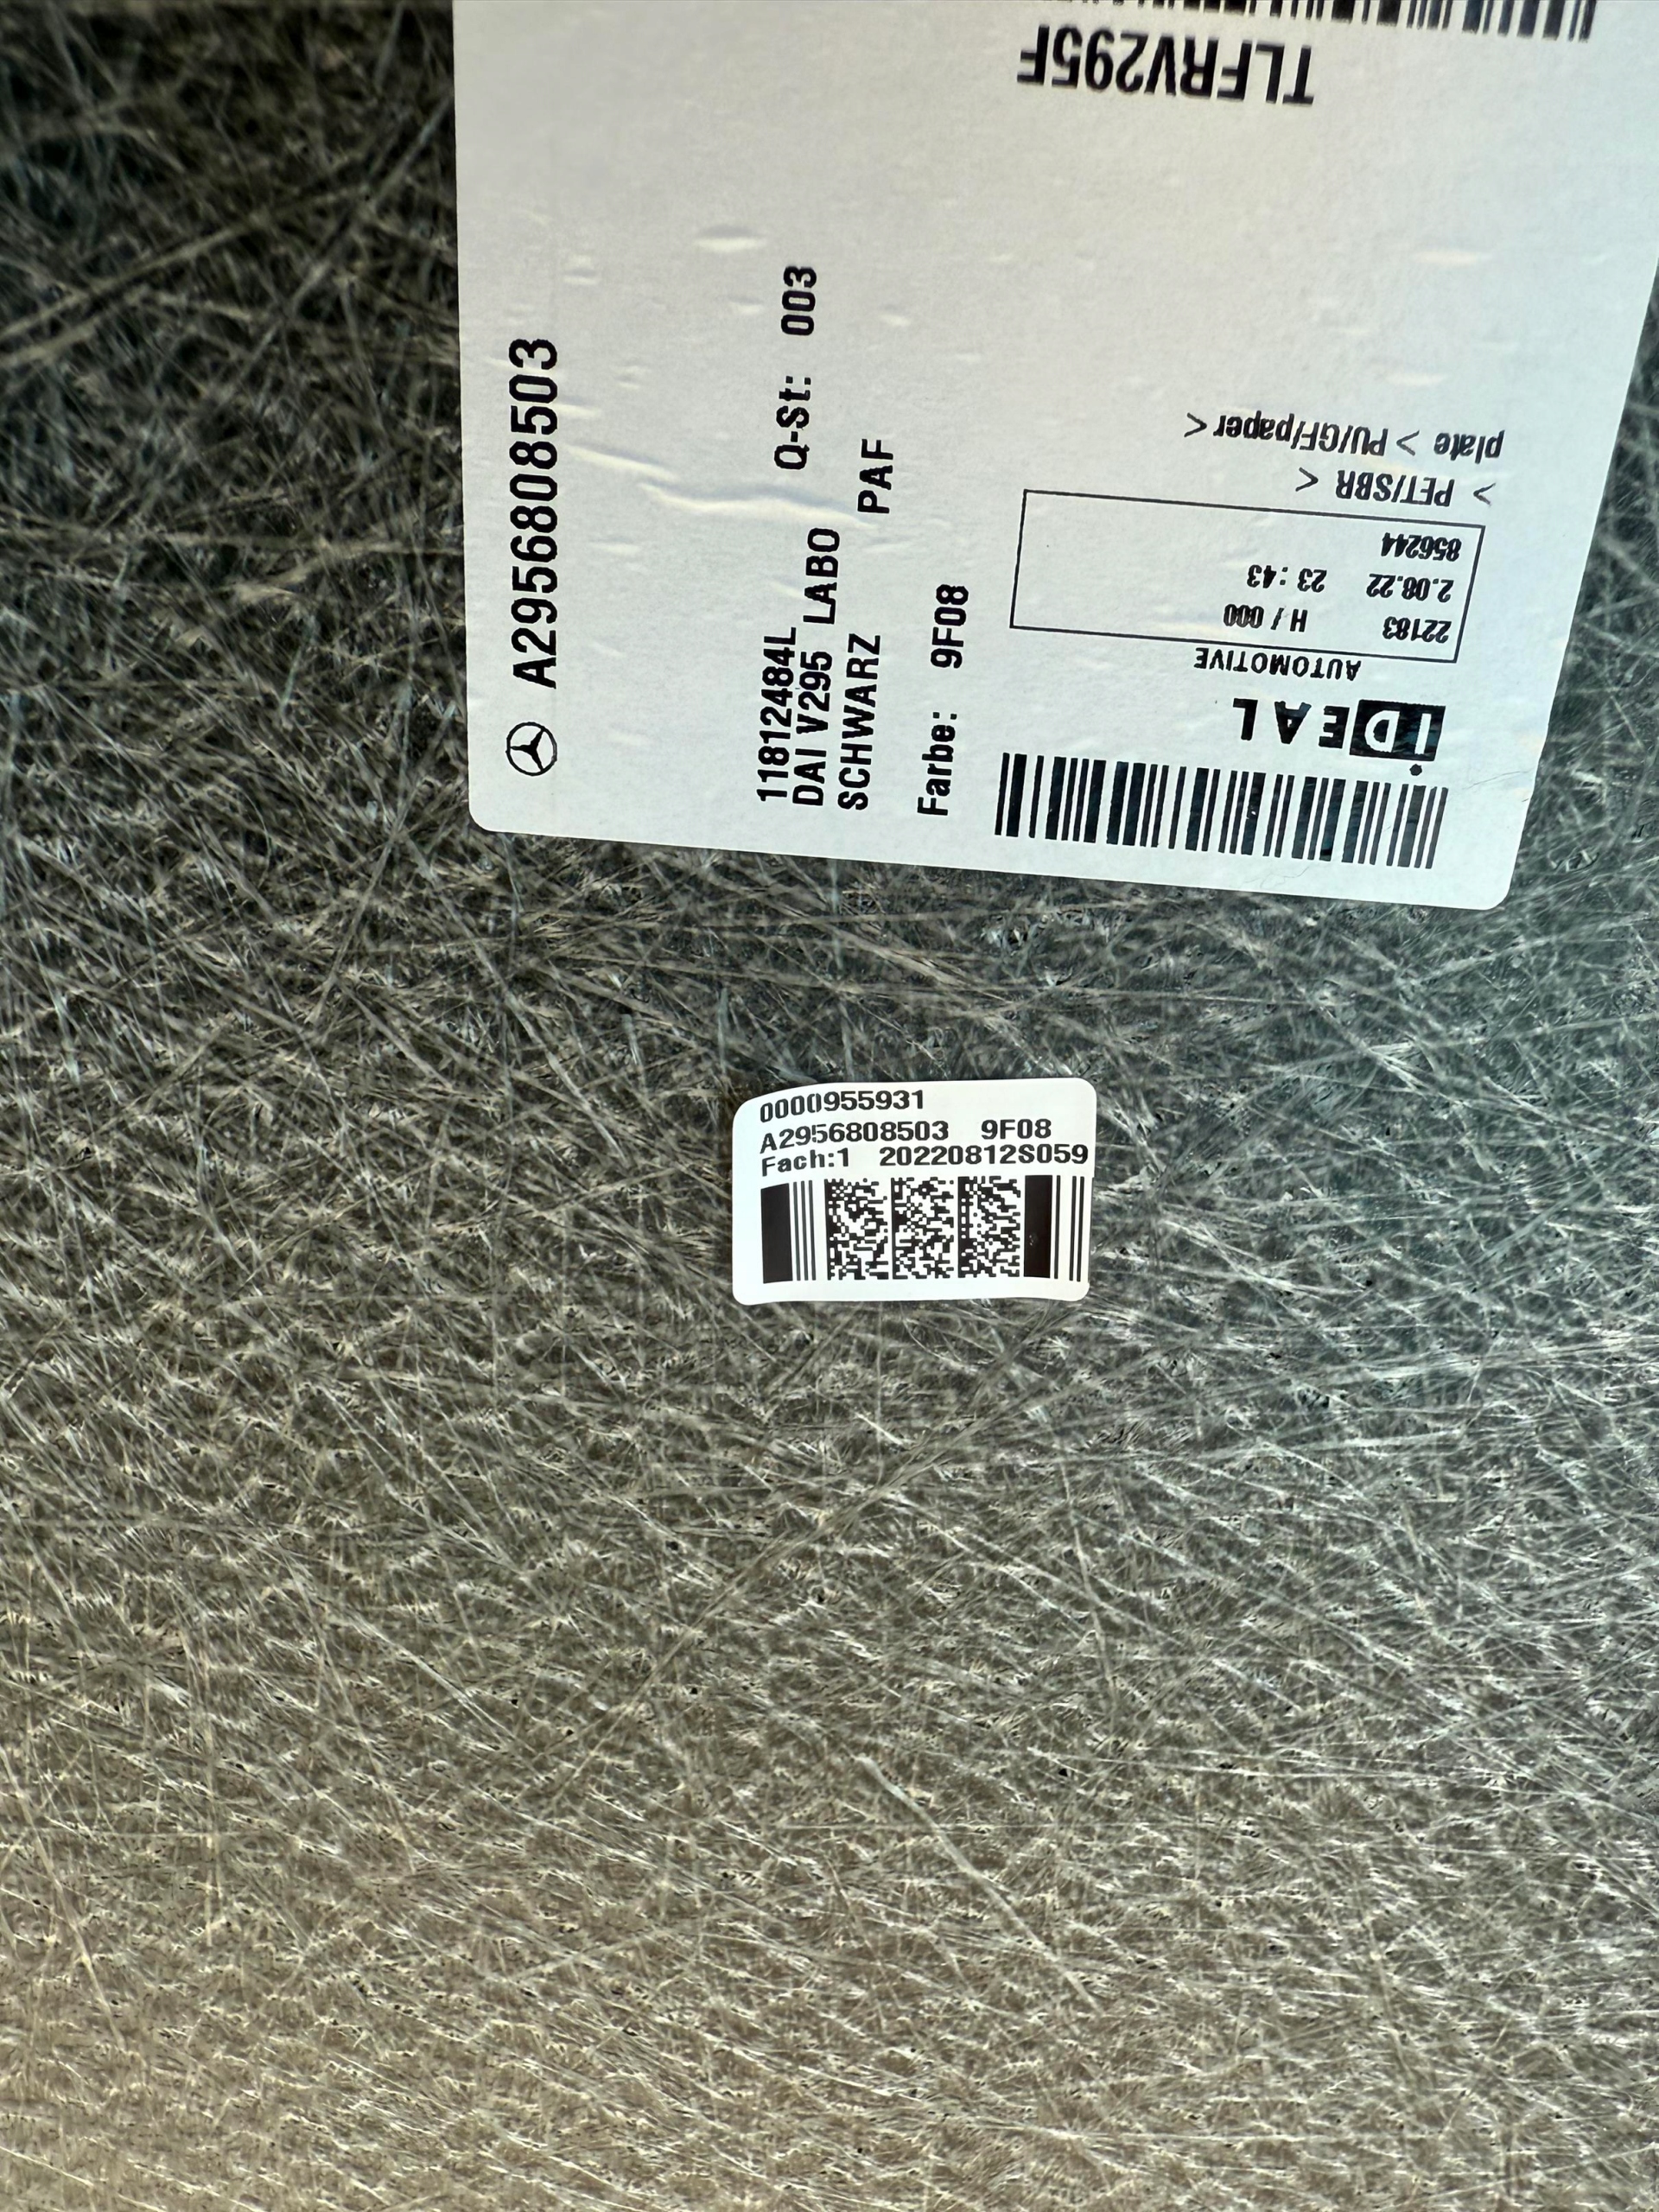 A2956808503
11812484L Q-St: 003
DAI V295 LABO
SCHWARZ PAF
Farbe: 9F08
TLFRV295F
plate > PU/GF/paper <
> PET/SBR <
856244
2.08.22 23:43
22183 H / 000
AUTOMOTIVE
iDEAL
0000955931
A2956808503 9F08
Fach:1 20220812S059